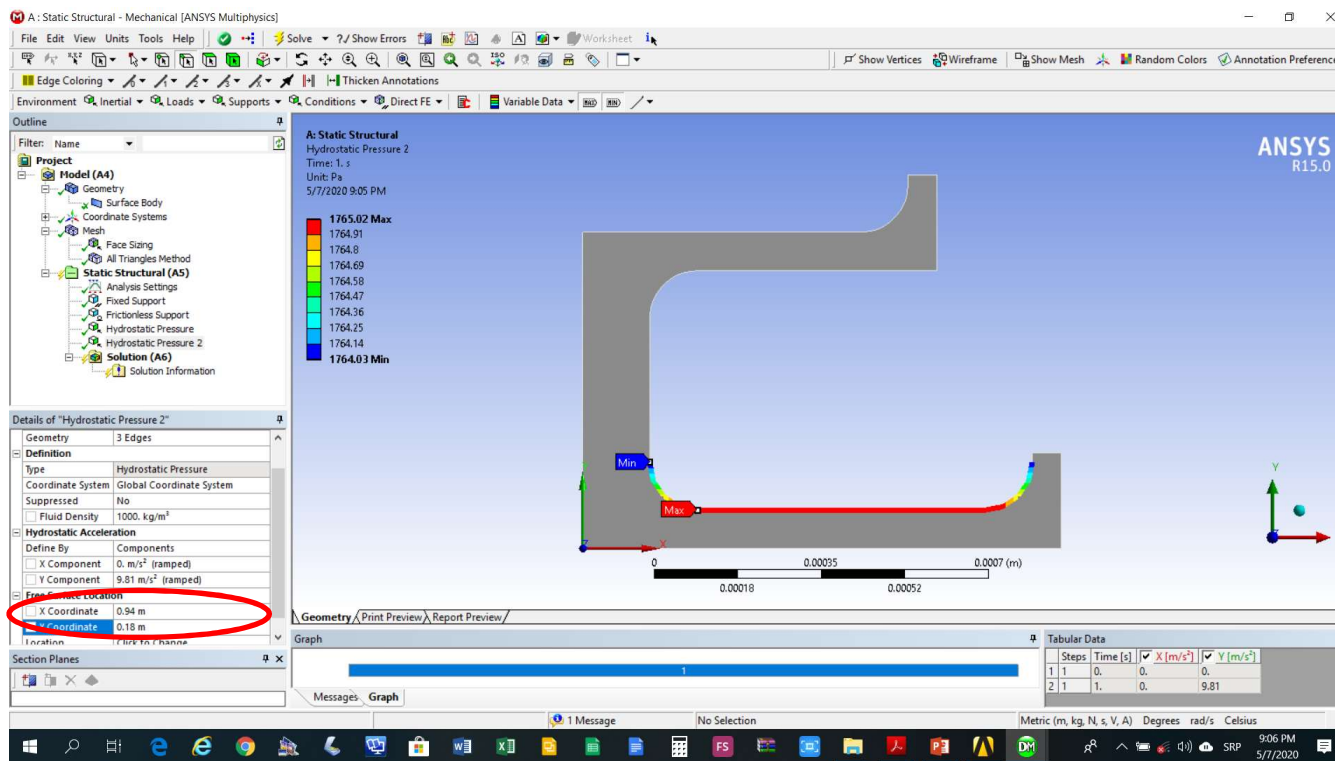 A : Static Structural - Mechanical [ANSYS Multiphysics]
File Edit View Units Tools Help Solve ?✓ Show Errors Worksheet
Show Vertices Wireframe Show Mesh Random Colors Annotation Preference
Edge Coloring Thicken Annotations
Environment Inertial Loads Supports Conditions Direct FE Variable Data MAX MIN
Outline
Filter: Name
Project
Model (A4)
Geometry
Surface Body
Coordinate Systems
Mesh
Face Sizing
All Triangles Method
Static Structural (A5)
Analysis Settings
Fixed Support
Frictionless Support
Hydrostatic Pressure
Hydrostatic Pressure 2
Solution (A6)
Solution Information
Details of "Hydrostatic Pressure 2"
Geometry 3 Edges
Definition
Type Hydrostatic Pressure
Coordinate System Global Coordinate System
Suppressed No
Fluid Density 1000. kg/m³
Hydrostatic Acceleration
Define By Components
X Component 0. m/s² (ramped)
Y Component 9.81 m/s² (ramped)
Free Surface Location
X Coordinate 0.94 m
Y Coordinate 0.18 m
Location Click to Change
Section Planes
A: Static Structural
Hydrostatic Pressure 2
Time: 1. s
Unit: Pa
5/7/2020 9:05 PM
1765.02 Max
1764.91
1764.8
1764.69
1764.58
1764.47
1764.36
1764.25
1764.14
1764.03 Min
ANSYS
R15.0
Min
Max
Y
X
Z
Y
X
0 0.00035 0.0007 (m)
0.00018 0.00052
Geometry Print Preview Report Preview
Graph
1
Messages Graph
Tabular Data
Steps Time [s] X [m/s²] Y [m/s²]
1 1 0. 0. 0.
2 1 1. 0. 9.81
1 Message No Selection Metric (m, kg, N, s, V, A) Degrees rad/s Celsius
FS DM SRP
9:06 PM
5/7/2020